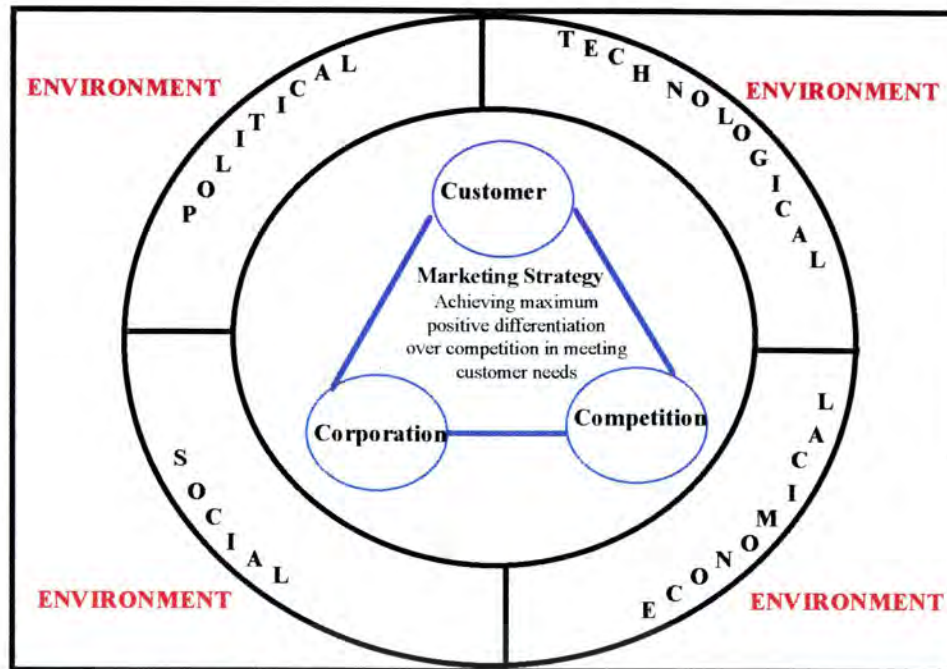 POLITICAL
TECHNOLOGICAL
ENVIRONMENT
ENVIRONMENT
Customer
Marketing Strategy
Achieving maximum
positive differentiation
over competition in meeting
customer needs
Corporation
Competition
SOCIAL
ECONOMICAL
ENVIRONMENT
ENVIRONMENT